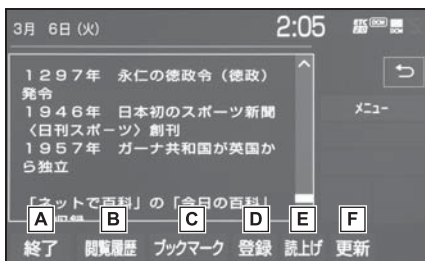 3月 6日 (火)
2:05
ETC
DCM
1297年 永仁の徳政令（徳政）
発令
1946年 日本初のスポーツ新聞
〈日刊スポーツ〉創刊
1957年 ガーナ共和国が英国か
ら独立
「ネットで百科」の「今日の百科」
メニュー
A B C D E F
終了 閲覧履歴 ブックマーク 登録 読上げ 更新